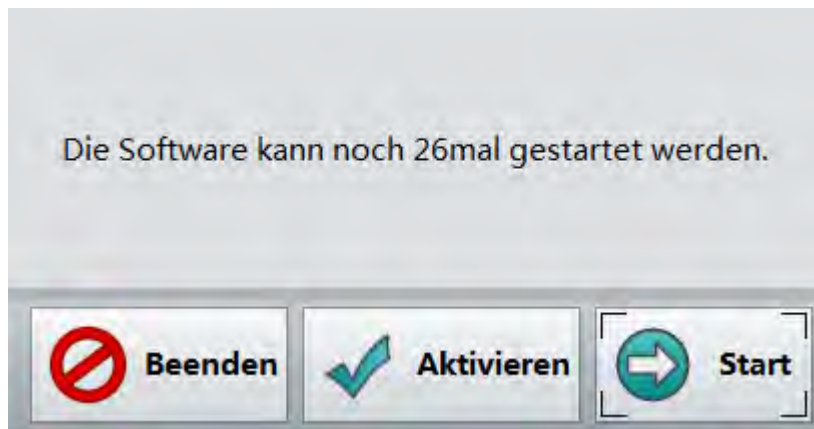 Die Software kann noch 26mal gestartet werden.
Beenden
Aktivieren
Start